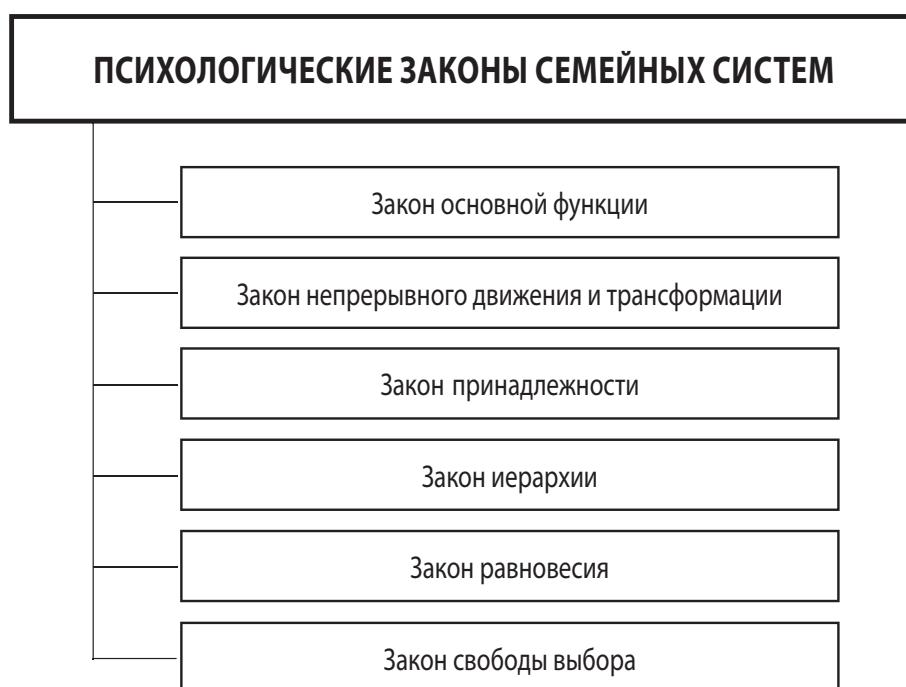 ПСИХОЛОГИЧЕСКИЕ ЗАКОНЫ СЕМЕЙНЫХ СИСТЕМ
Закон основной функции
Закон непрерывного движения и трансформации
Закон принадлежности
Закон иерархии
Закон равновесия
Закон свободы выбора